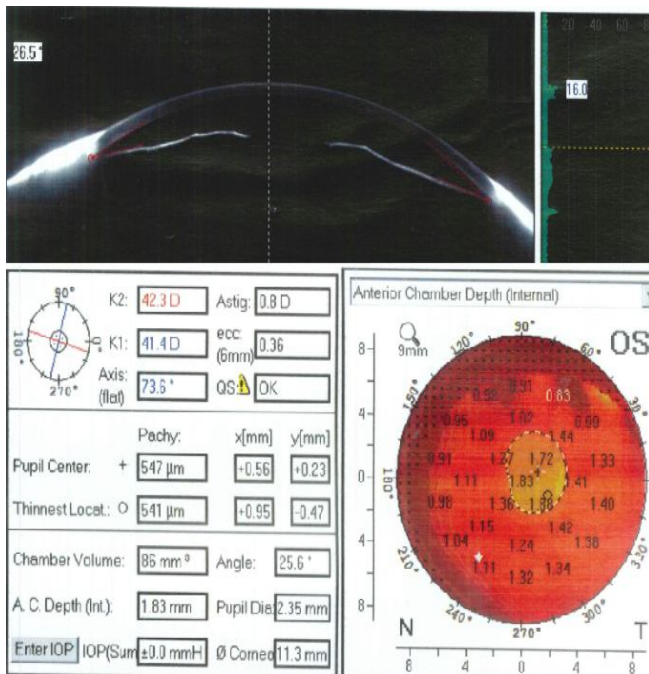 20 40 60 80
26.5°
16.0
90°
180°
0°
270°
K2: 42.3 D Astig: 0.8 D
K1: 41.4 D ecc: (6mm) 0.36
Axis: (flat) 73.6° QS: OK
Pachy: x[mm] y[mm]
Pupil Center: + 547 µm +0.56 +0.23
Thinnest Locat.: O 541 µm +0.95 -0.47
Chamber Volume: 86 mm³ Angle: 25.6°
A. C. Depth (Int.): 1.83 mm Pupil Dia: 2.35 mm
Enter IOP IOP(Sum ±0.0 mmH Ø Cornea 11.3 mm
Anterior Chamber Depth (Internal)
9mm
OS
90°
120°
150° 30°
180°
210° 330°
240° 300°
270°
8
4
0
4
8
0.91 0.83
0.95 1.02 0.99
1.09 1.44
0.91 1.27 1.72 1.33
1.11 1.83 1.41
0.98 1.36 1.88 1.40
1.15 1.42
1.04 1.24 1.38
1.11 1.32 1.34
N T
8 4 0 4 8